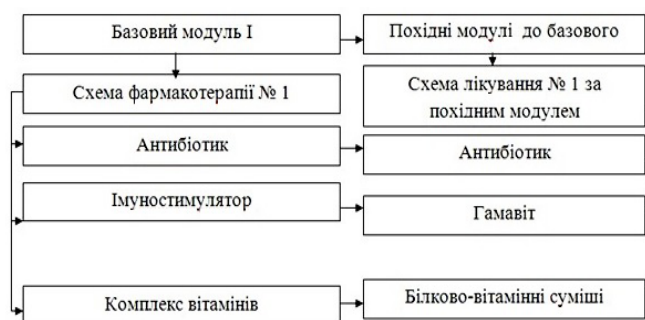 Базовий модуль І
Похідні модулі до базового
Схема фармакотерапії № 1
Схема лікування № 1 за
похідним модулем
Антибіотик
Антибіотик
Імуностимулятор
Гамавіт
Комплекс вітамінів
Білково-вітамінні суміші